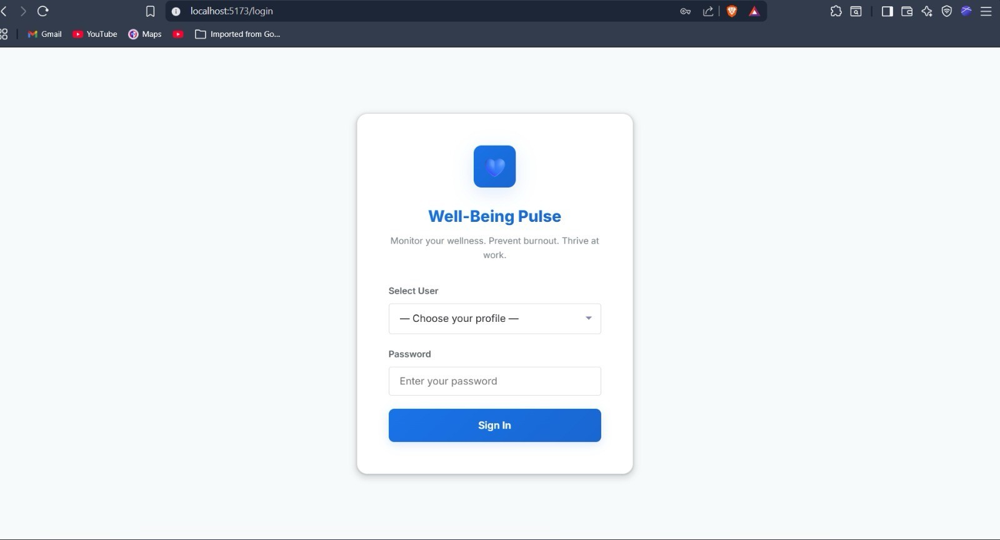 localhost:5173/login
Gmail YouTube Maps Imported from Go...
Well-Being Pulse
Monitor your wellness. Prevent burnout. Thrive at
work.
Select User
— Choose your profile —
Password
Enter your password
Sign In